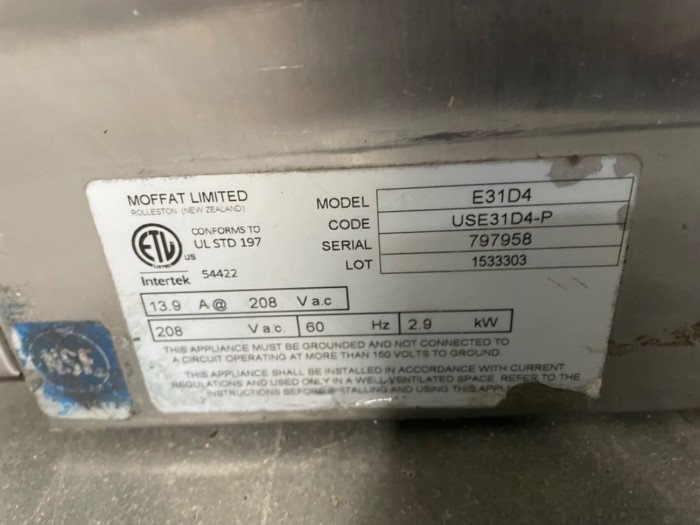 MOFFAT LIMITED
ROLLESTON (NEW ZEALAND)
ETL
LISTED
US
CONFORMS TO
UL STD 197
Intertek 54422
MODEL E31D4
CODE USE31D4-P
SERIAL 797958
LOT 1533303
13.9 A@ 208 V a.c
208 V a.c. 60 Hz 2.9 kW
THIS APPLIANCE MUST BE GROUNDED AND NOT CONNECTED TO
A CIRCUIT OPERATING AT MORE THAN 150 VOLTS TO GROUND.
THIS APPLIANCE SHALL BE INSTALLED IN ACCORDANCE WITH CURRENT
REGULATIONS AND USED ONLY IN A WELL-VENTILATED SPACE. REFER TO THE
INSTRUCTIONS BEFORE INSTALLING AND USING THIS
NSF